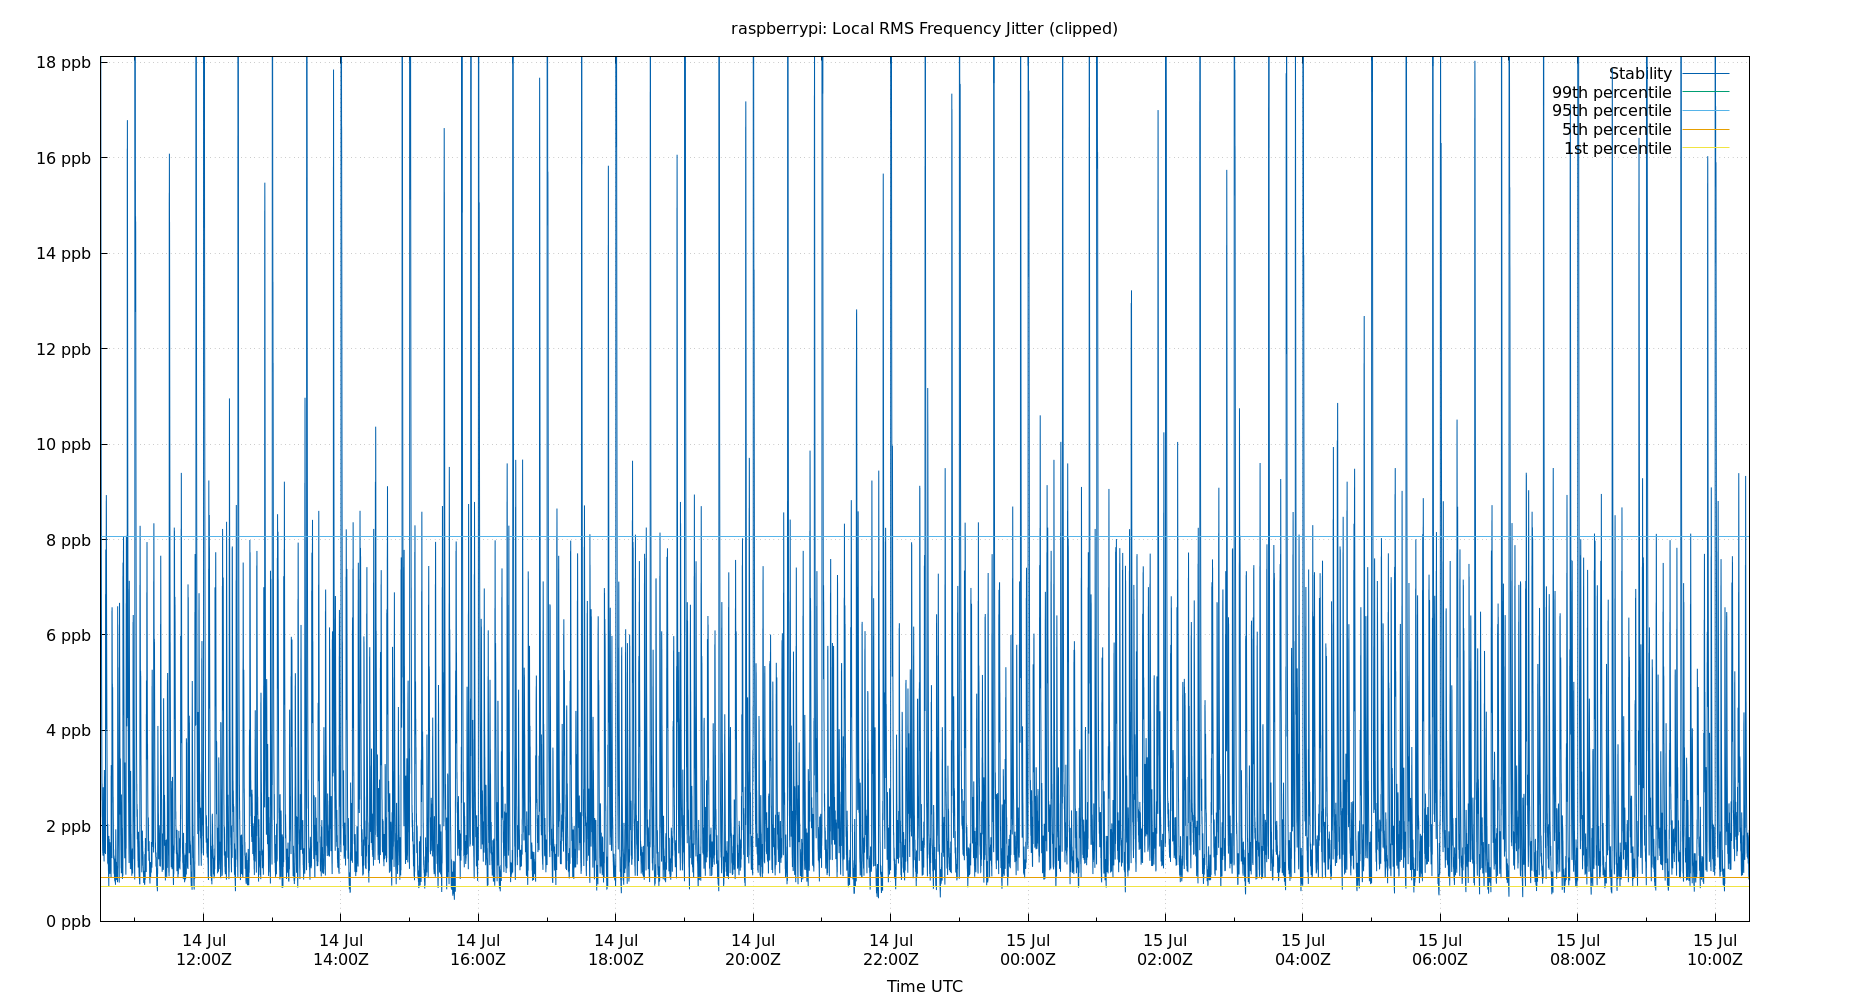 raspberrypi: Local RMS Frequency Jitter (clipped)
18 ppb
16 ppb
14 ppb
12 ppb
10 ppb
8 ppb
6 ppb
4 ppb
2 ppb
0 ppb
Stability
99th percentile
95th percentile
5th percentile
1st percentile
14 Jul 14 Jul 14 Jul 14 Jul 14 Jul 14 Jul 15 Jul 15 Jul 15 Jul 15 Jul 15 Jul 15 Jul
12:00Z 14:00Z 16:00Z 18:00Z 20:00Z 22:00Z 00:00Z 02:00Z 04:00Z 06:00Z 08:00Z 10:00Z
Time UTC